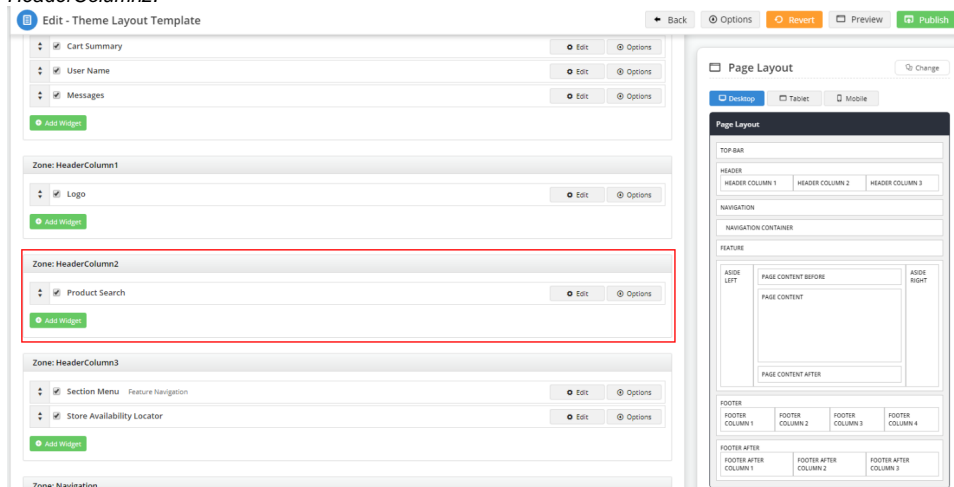 HeaderColumn2.
Edit - Theme Layout Template
Back
Options
Revert
Preview
Publish
Cart Summary
Edit
Options
User Name
Edit
Options
Messages
Edit
Options
Add Widget
Zone: HeaderColumn1
Logo
Edit
Options
Add Widget
Zone: HeaderColumn2
Product Search
Edit
Options
Add Widget
Zone: HeaderColumn3
Section Menu Feature Navigation
Edit
Options
Store Availability Locator
Edit
Options
Add Widget
Zone: Navigation
Page Layout
Change
Desktop
Tablet
Mobile
Page Layout
TOP-BAR
HEADER
HEADER COLUMN 1
HEADER COLUMN 2
HEADER COLUMN 3
NAVIGATION
NAVIGATION CONTAINER
FEATURE
ASIDE
LEFT
PAGE CONTENT BEFORE
PAGE CONTENT
PAGE CONTENT AFTER
ASIDE
RIGHT
FOOTER
FOOTER
COLUMN 1
FOOTER
COLUMN 2
FOOTER
COLUMN 3
FOOTER
COLUMN 4
FOOTER AFTER
FOOTER AFTER
COLUMN 1
FOOTER AFTER
COLUMN 2
FOOTER AFTER
COLUMN 3